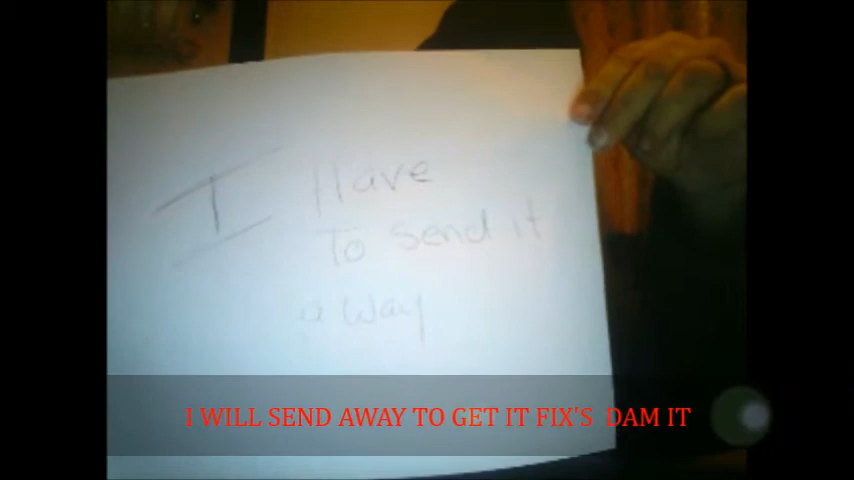 I Have
To send it
a way
I WILL SEND AWAY TO GET IT FIX'S  DAM IT